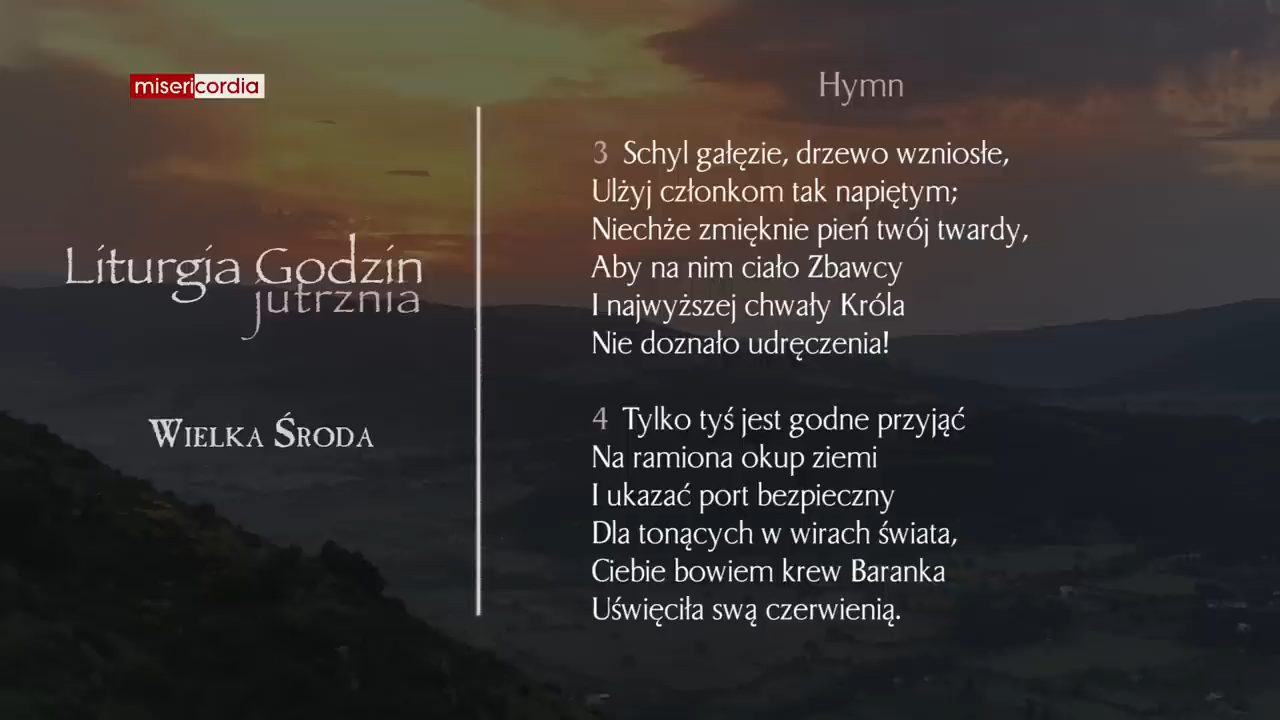 misericordia
Liturgia Godzin
jutrznia
Wielka Środa
Hymn
3 Schyl gałęzie, drzewo wzniosłe,
Ulżyj członkom tak napiętym;
Niechże zmięknie pień twój twardy,
Aby na nim ciało Zbawcy
I najwyższej chwały Króla
Nie doznało udręczenia!
4 Tylko tyś jest godne przyjąć
Na ramiona okup ziemi
I ukazać port bezpieczny
Dla tonących w wirach świata,
Ciebie bowiem krew Baranka
Uświęciła swą czerwienią.